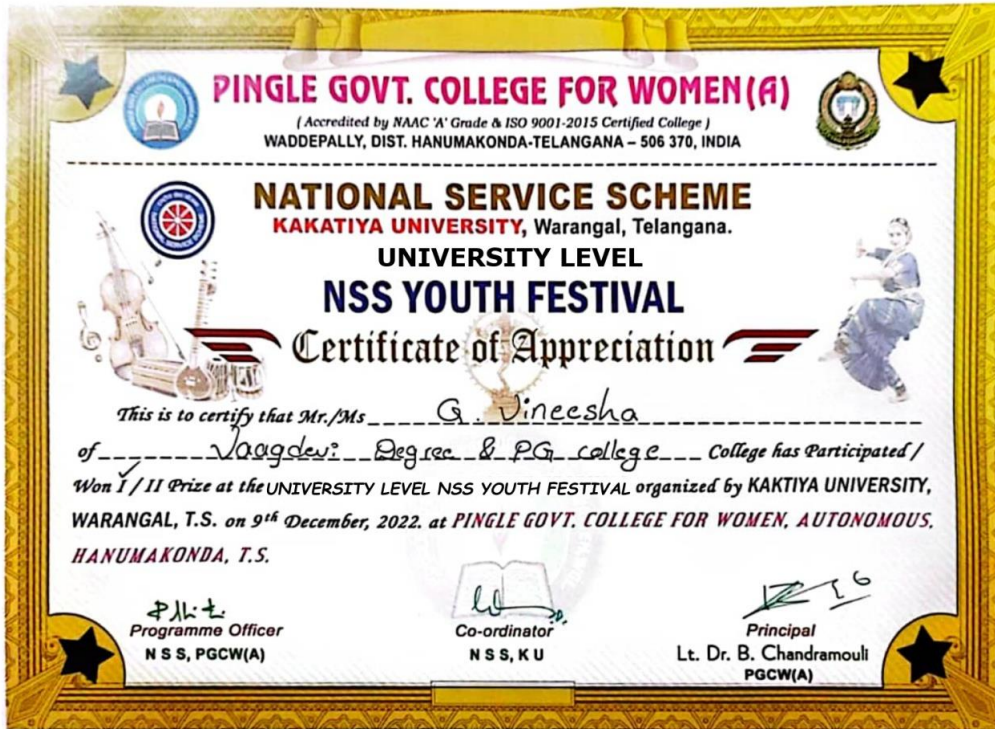 PINGLE GOVT. COLLEGE FOR WOMEN(A)
( Accredited by NAAC 'A' Grade & ISO 9001-2015 Certified College )
WADDEPALLY, DIST. HANUMAKONDA-TELANGANA – 506 370, INDIA
NATIONAL SERVICE SCHEME
KAKATIYA UNIVERSITY, Warangal, Telangana.
UNIVERSITY LEVEL
NSS YOUTH FESTIVAL
Certificate of Appreciation
This is to certify that Mr./Ms G. Vineesha
of Vaagdevi Degree & PG college College has Participated /
Won I / II Prize at the UNIVERSITY LEVEL NSS YOUTH FESTIVAL organized by KAKTIYA UNIVERSITY,
WARANGAL, T.S. on 9th December, 2022. at PINGLE GOVT. COLLEGE FOR WOMEN, AUTONOMOUS,
HANUMAKONDA, T.S.
Programme Officer
N S S, PGCW(A)
Co-ordinator
N S S, K U
Principal
Lt. Dr. B. Chandramouli
PGCW(A)